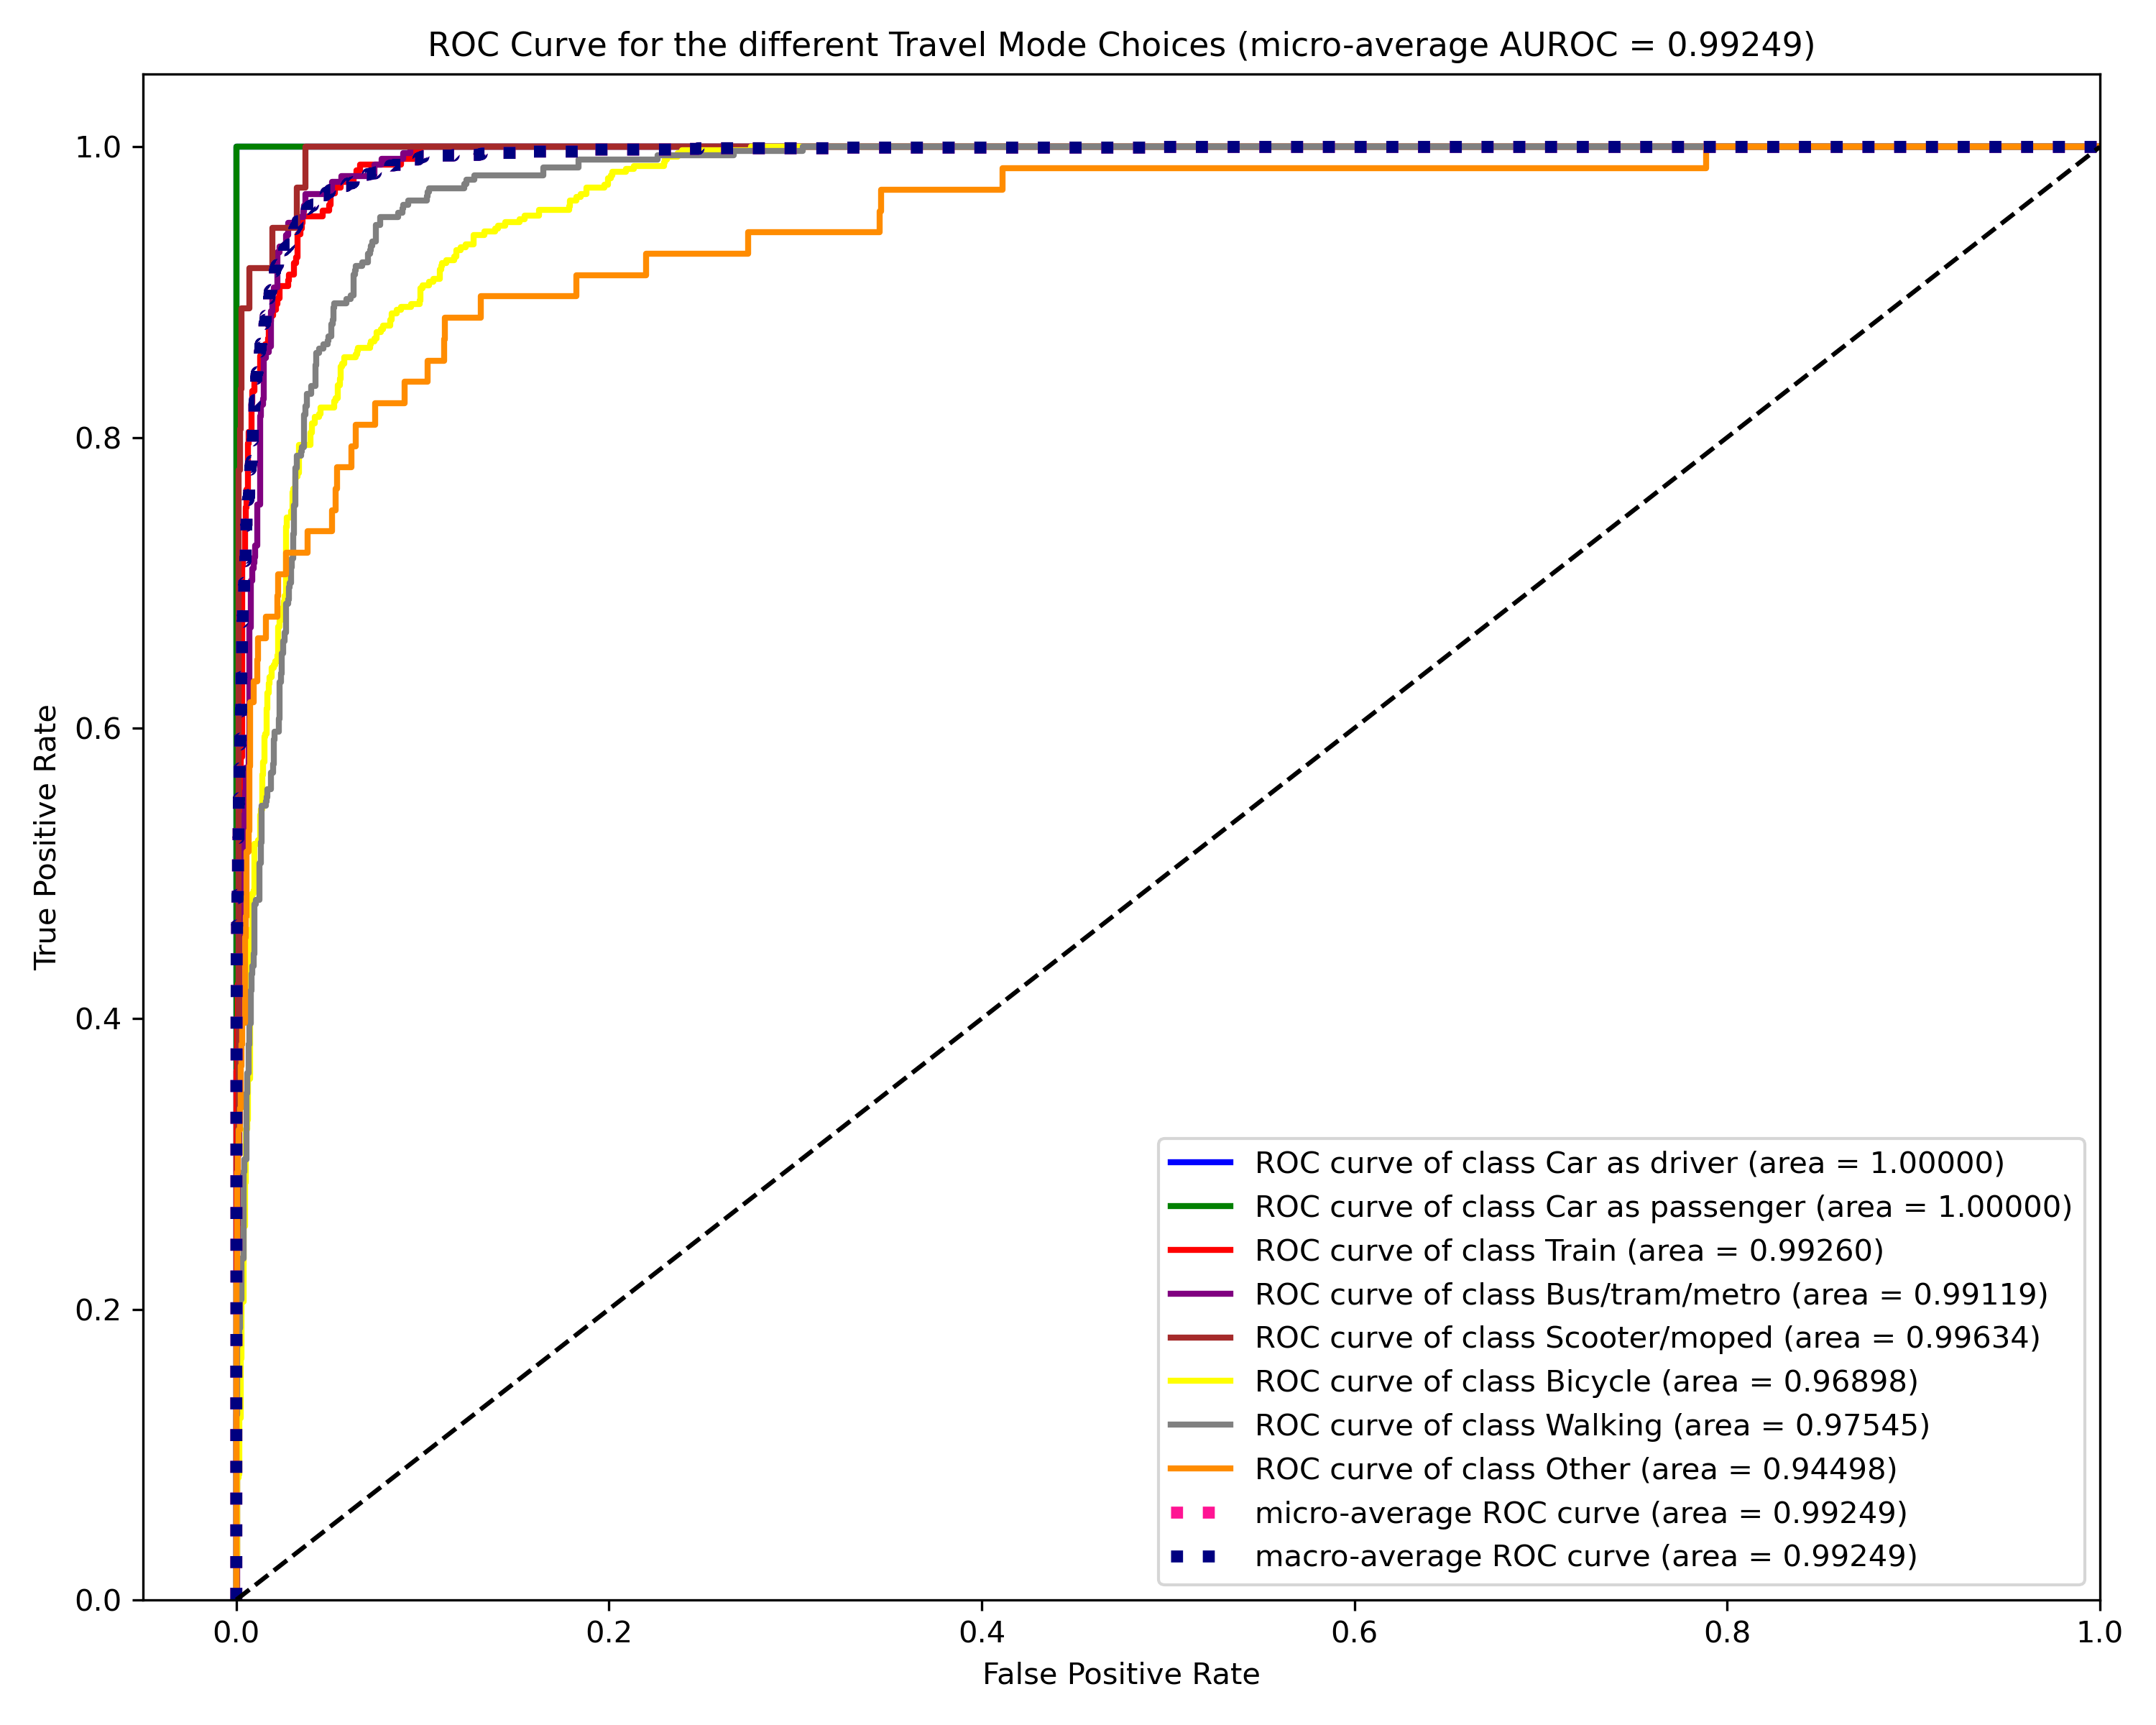 ROC Curve for the different Travel Mode Choices (micro-average AUROC = 0.99249)
1.0
0.8
0.6
0.4
0.2
0.0
True Positive Rate
ROC curve of class Car as driver (area = 1.00000)
ROC curve of class Car as passenger (area = 1.00000)
ROC curve of class Train (area = 0.99260)
ROC curve of class Bus/tram/metro (area = 0.99119)
ROC curve of class Scooter/moped (area = 0.99634)
ROC curve of class Bicycle (area = 0.96898)
ROC curve of class Walking (area = 0.97545)
ROC curve of class Other (area = 0.94498)
micro-average ROC curve (area = 0.99249)
macro-average ROC curve (area = 0.99249)
0.0 0.2 0.4 0.6 0.8 1.0
False Positive Rate